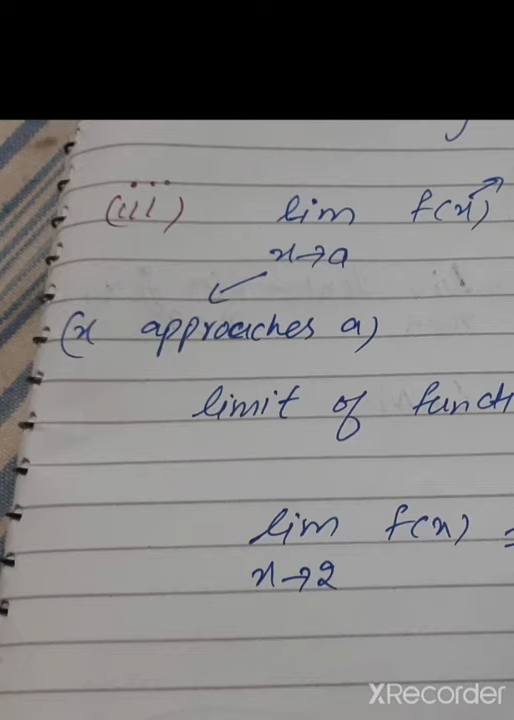 (iii) lim f(x)
x→a
(x approaches a)
limit of funct
lim f(x) =
x→2
XRecorder